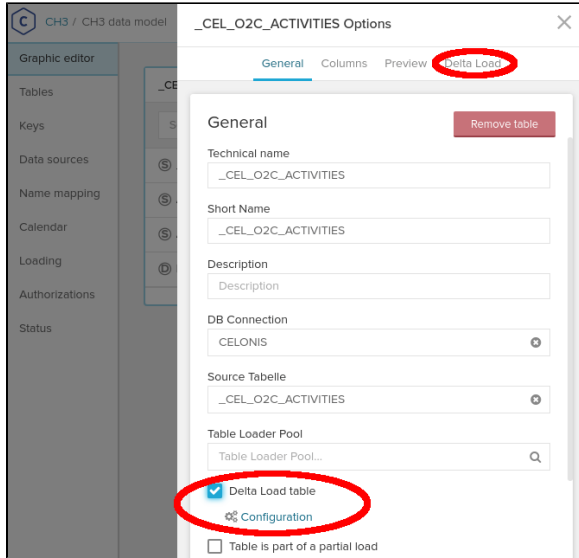 C CH3 / CH3 data model
_CEL_O2C_ACTIVITIES Options
Graphic editor
Tables
Keys
Data sources
Name mapping
Calendar
Loading
Authorizations
Status
_CE
S
S
S
S
D
General Columns Preview Delta Load
General
Remove table
Technical name
_CEL_O2C_ACTIVITIES
Short Name
_CEL_O2C_ACTIVITIES
Description
Description
DB Connection
CELONIS
Source Tabelle
_CEL_O2C_ACTIVITIES
Table Loader Pool
Table Loader Pool...
Delta Load table
Configuration
Table is part of a partial load